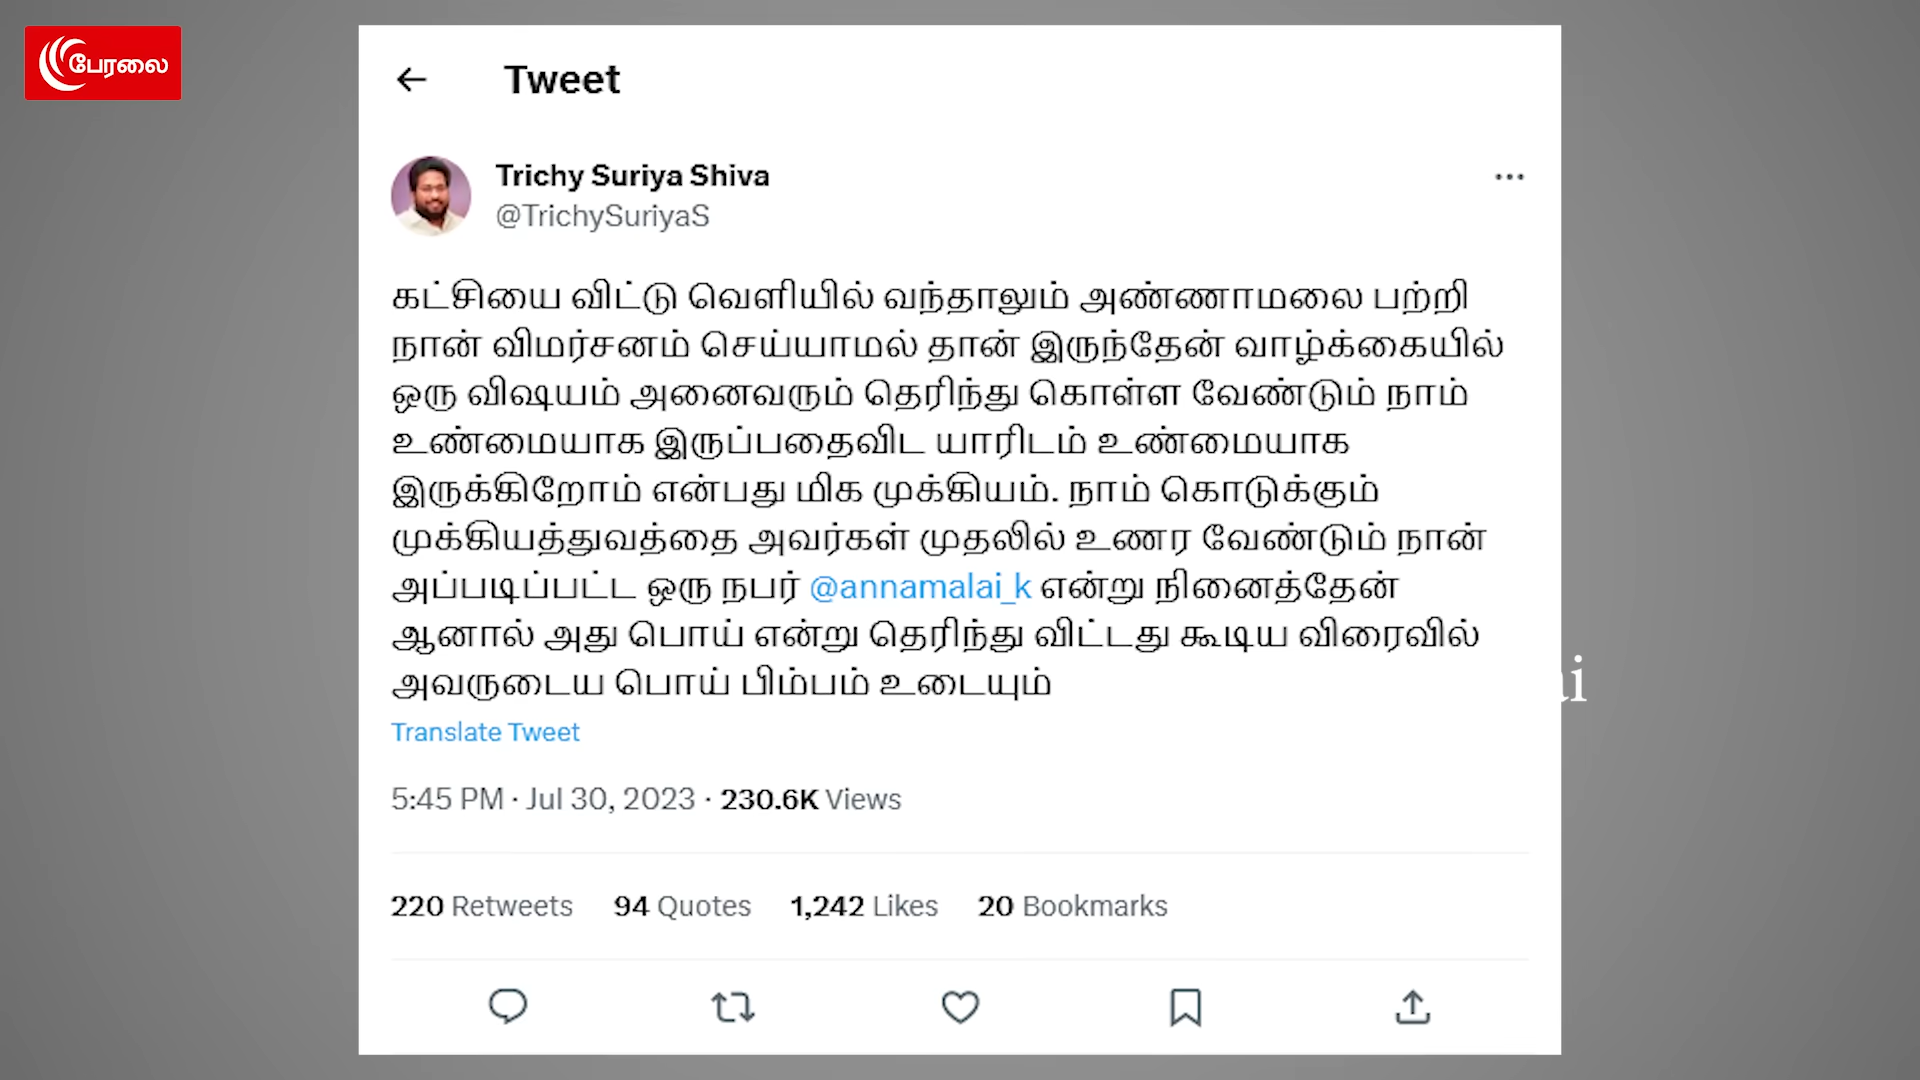 பேரலை
Tweet
Trichy Suriya Shiva
@TrichySuriyaS
கட்சியை விட்டு வெளியில் வந்தாலும் அண்ணாமலை பற்றி
நான் விமர்சனம் செய்யாமல் தான் இருந்தேன் வாழ்க்கையில்
ஒரு விஷயம் அனைவரும் தெரிந்து கொள்ள வேண்டும் நாம்
உண்மையாக இருப்பதைவிட யாரிடம் உண்மையாக
இருக்கிறோம் என்பது மிக முக்கியம். நாம் கொடுக்கும்
முக்கியத்துவத்தை அவர்கள் முதலில் உணர வேண்டும் நான்
அப்படிப்பட்ட ஒரு நபர் @annamalai_k என்று நினைத்தேன்
ஆனால் அது பொய் என்று தெரிந்து விட்டது கூடிய விரைவில்
அவருடைய பொய் பிம்பம் உடையும்
Translate Tweet
5:45 PM · Jul 30, 2023 · 230.6K Views
220 Retweets 94 Quotes 1,242 Likes 20 Bookmarks